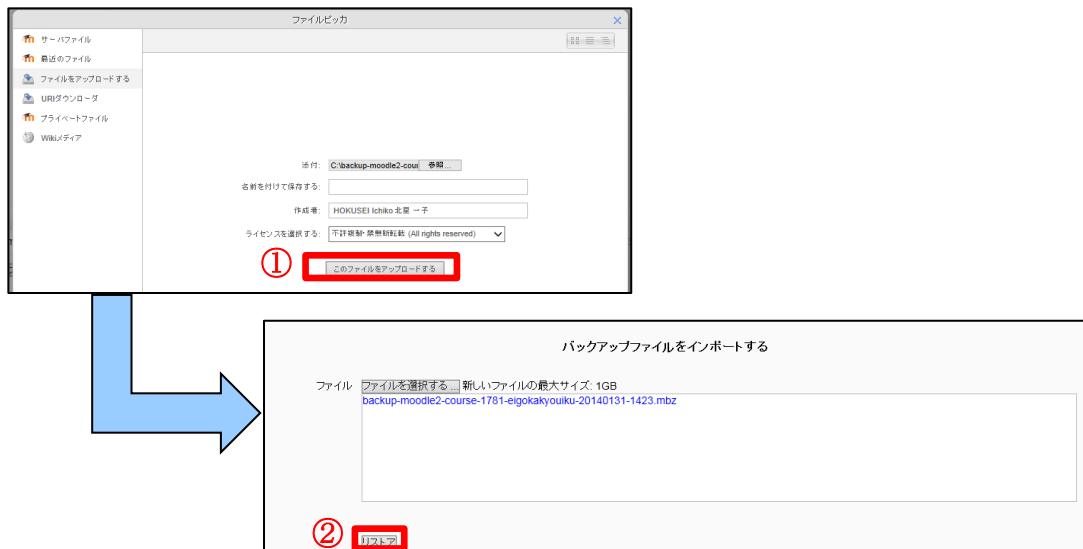 ファイルピッカ
サーバファイル
最近のファイル
ファイルをアップロードする
URLダウンローダ
プライベートファイル
Wikiメディア
添付: C:\backup-moodle2-cour 参照...
名前を付けて保存する:
作成者: HOKUSEI Ichiko 北星 一子
ライセンスを選択する: 不許複製・禁無断転載 (All rights reserved)
① このファイルをアップロードする
バックアップファイルをインポートする
ファイル ファイルを選択する ... 新しいファイルの最大サイズ: 1GB
backup-moodle2-course-1781-eigokakyouiku-20140131-1423.mbz
② リストア